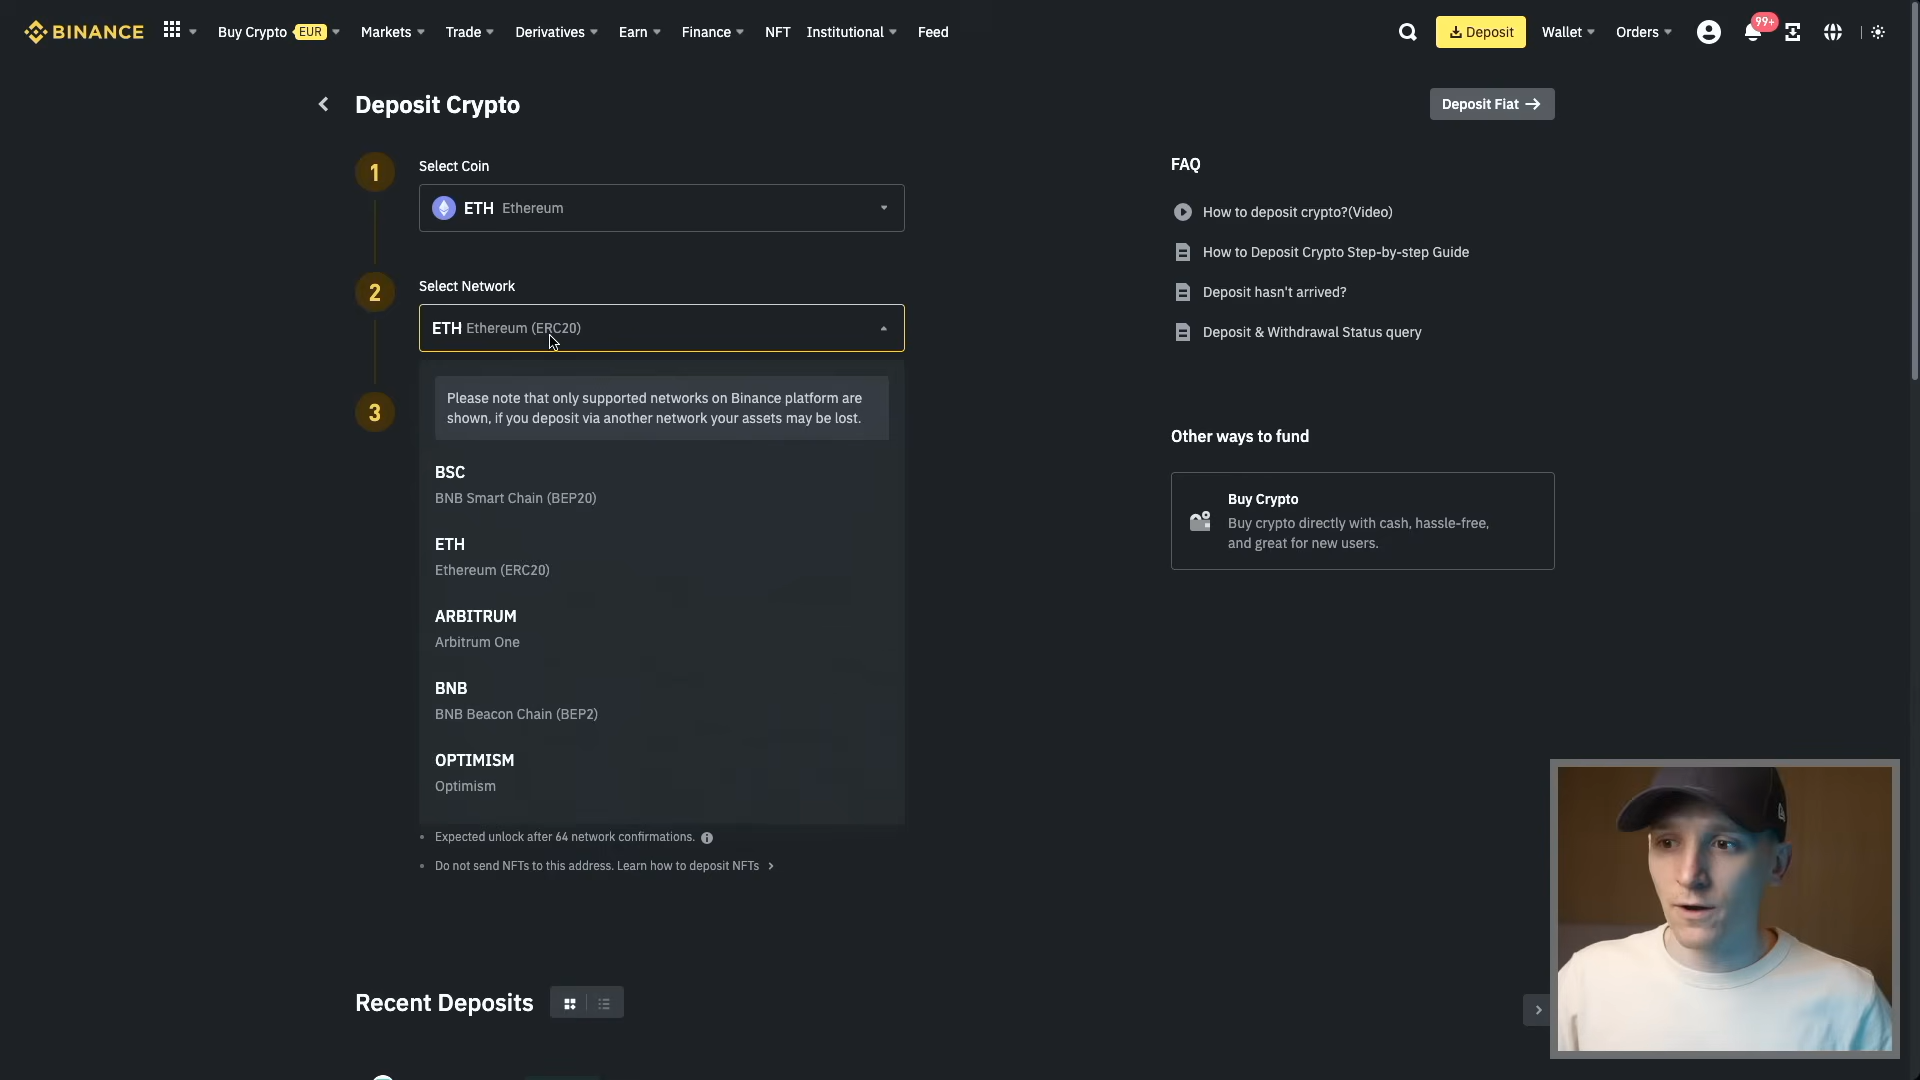 BINANCE
Buy Crypto EUR
Markets
Trade
Derivatives
Earn
Finance
NFT
Institutional
Feed
Deposit
Wallet
Orders
99+
Deposit Crypto
Deposit Fiat
1
Select Coin
ETH Ethereum
2
Select Network
ETH Ethereum (ERC20)
3
Please note that only supported networks on Binance platform are
shown, if you deposit via another network your assets may be lost.
BSC
BNB Smart Chain (BEP20)
ETH
Ethereum (ERC20)
ARBITRUM
Arbitrum One
BNB
BNB Beacon Chain (BEP2)
OPTIMISM
Optimism
Expected unlock after 64 network confirmations.
Do not send NFTs to this address. Learn how to deposit NFTs
FAQ
How to deposit crypto?(Video)
How to Deposit Crypto Step-by-step Guide
Deposit hasn't arrived?
Deposit & Withdrawal Status query
Other ways to fund
Buy Crypto
Buy crypto directly with cash, hassle-free,
and great for new users.
Recent Deposits